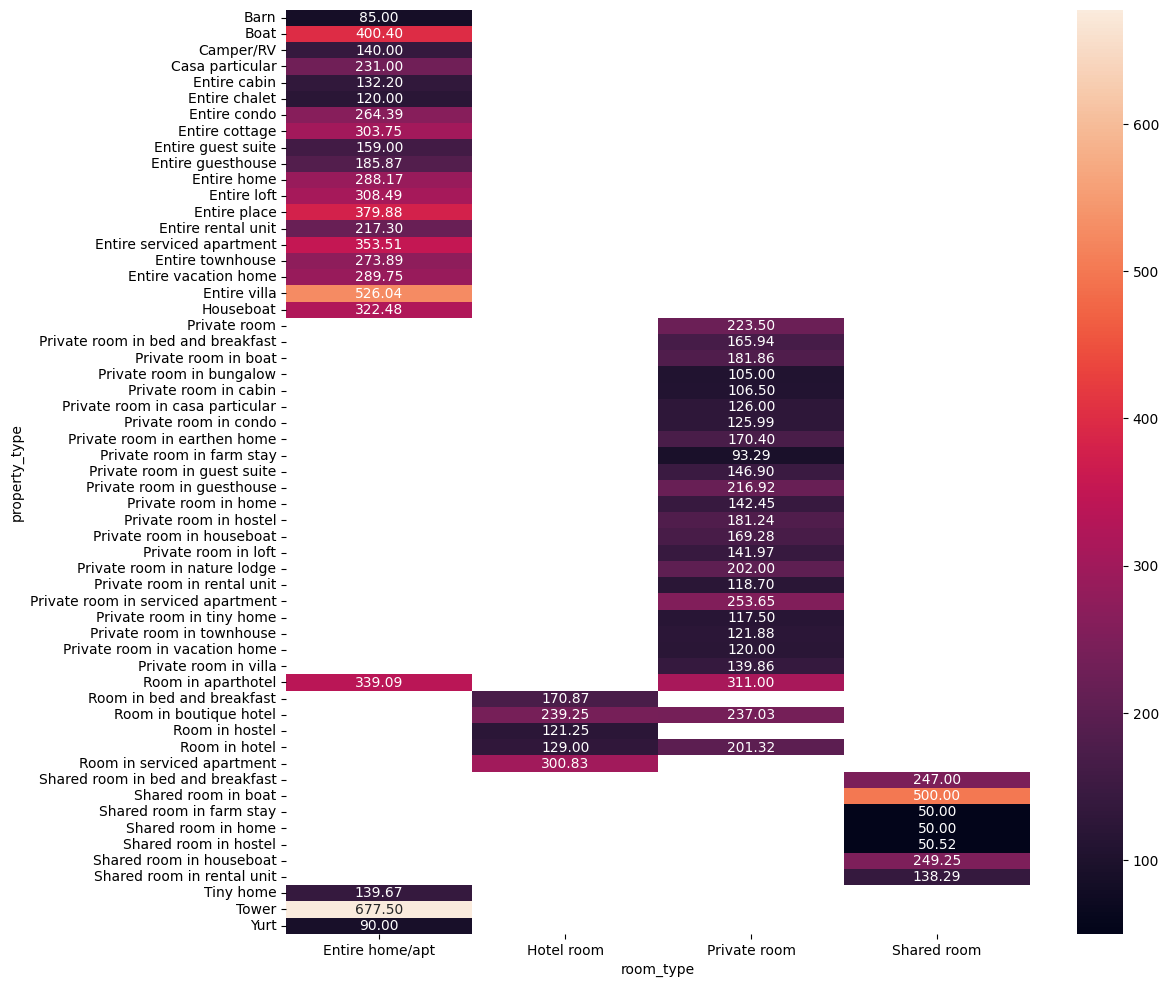 Barn 85.00
Boat 400.40
Camper/RV 140.00
Casa particular 231.00
Entire cabin 132.20
Entire chalet 120.00
Entire condo 264.39
Entire cottage 303.75
Entire guest suite 159.00
Entire guesthouse 185.87
Entire home 288.17
Entire loft 308.49
Entire place 379.88
Entire rental unit 217.30
Entire serviced apartment 353.51
Entire townhouse 273.89
Entire vacation home 289.75
Entire villa 526.04
Houseboat 322.48
Private room 223.50
Private room in bed and breakfast 165.94
Private room in boat 181.86
Private room in bungalow 105.00
Private room in cabin 106.50
Private room in casa particular 126.00
Private room in condo 125.99
Private room in earthen home 170.40
Private room in farm stay 93.29
Private room in guest suite 146.90
Private room in guesthouse 216.92
Private room in home 142.45
Private room in hostel 181.24
Private room in houseboat 169.28
Private room in loft 141.97
Private room in nature lodge 202.00
Private room in rental unit 118.70
Private room in serviced apartment 253.65
Private room in tiny home 117.50
Private room in townhouse 121.88
Private room in vacation home 120.00
Private room in villa 139.86
Room in aparthotel 339.09 311.00
Room in bed and breakfast 170.87
Room in boutique hotel 239.25 237.03
Room in hostel 121.25
Room in hotel 129.00 201.32
Room in serviced apartment 300.83
Shared room in bed and breakfast 247.00
Shared room in boat 500.00
Shared room in farm stay 50.00
Shared room in home 50.00
Shared room in hostel 50.52
Shared room in houseboat 249.25
Shared room in rental unit 138.29
Tiny home 139.67
Tower 677.50
Yurt 90.00
property_type
Entire home/apt Hotel room Private room Shared room
room_type
600
500
400
300
200
100